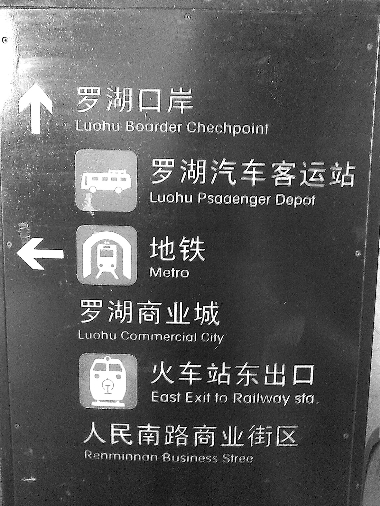 罗湖口岸
Luohu Boarder Chechpoint
罗湖汽车客运站
Luohu Psaaenger Depot
地铁
Metro
罗湖商业城
Luohu Commercial City
火车站东出口
East Exit to Railway sta.
人民南路商业街区
Renminnan Business Stree